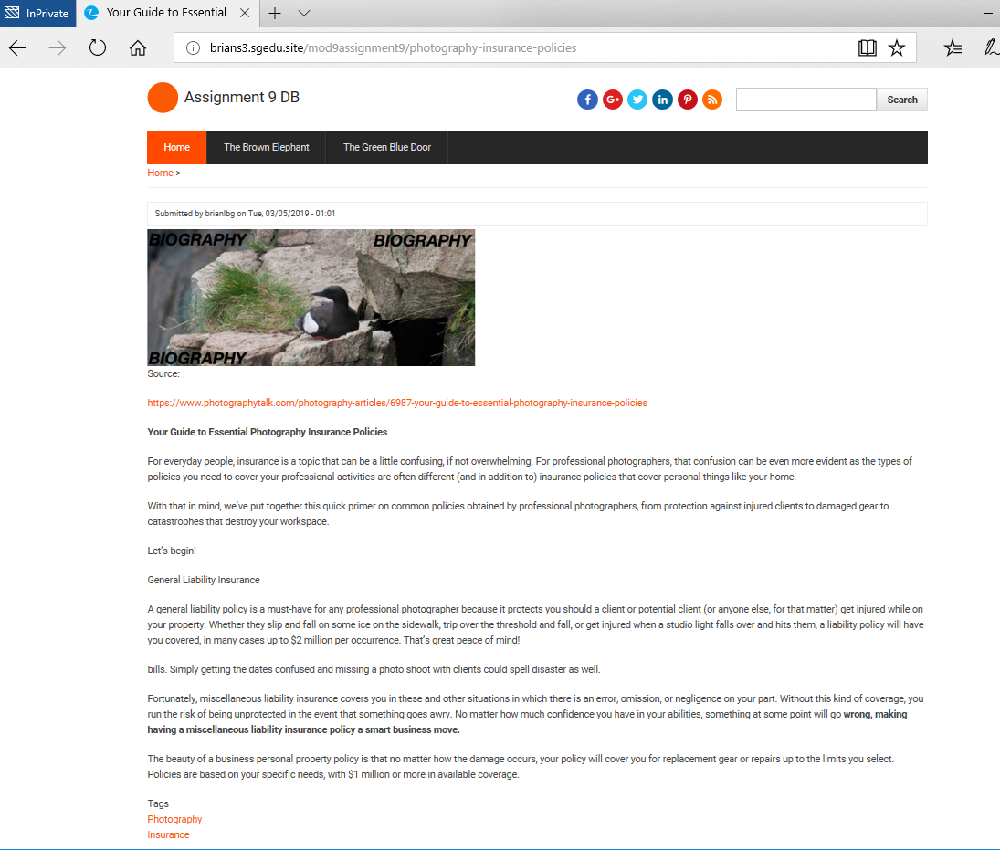 InPrivate
Your Guide to Essential
brians3.sgedu.site/mod9assignment9/photography-insurance-policies
Assignment 9 DB
Search
Home
The Brown Elephant
The Green Blue Door
Home >
Submitted by brianlbg on Tue, 03/05/2019 - 01:01
BIOGRAPHY
BIOGRAPHY
BIOGRAPHY
Source:
https://www.photographytalk.com/photography-articles/6987-your-guide-to-essential-photography-insurance-policies
Your Guide to Essential Photography Insurance Policies
For everyday people, insurance is a topic that can be a little confusing, if not overwhelming. For professional photographers, that confusion can be even more evident as the types of
policies you need to cover your professional activities are often different (and in addition to) insurance policies that cover personal things like your home.
With that in mind, we've put together this quick primer on common policies obtained by professional photographers, from protection against injured clients to damaged gear to
catastrophes that destroy your workspace.
Let's begin!
General Liability Insurance
A general liability policy is a must-have for any professional photographer because it protects you should a client or potential client (or anyone else, for that matter) get injured while on
your property. Whether they slip and fall on some ice on the sidewalk, trip over the threshold and fall, or get injured when a studio light falls over and hits them, a liability policy will have
you covered, in many cases up to $2 million per occurrence. That's great peace of mind!
bills. Simply getting the dates confused and missing a photo shoot with clients could spell disaster as well.
Fortunately, miscellaneous liability insurance covers you in these and other situations in which there is an error, omission, or negligence on your part. Without this kind of coverage, you
run the risk of being unprotected in the event that something goes awry. No matter how much confidence you have in your abilities, something at some point will go wrong, making
having a miscellaneous liability insurance policy a smart business move.
The beauty of a business personal property policy is that no matter how the damage occurs, your policy will cover you for replacement gear or repairs up to the limits you select.
Policies are based on your specific needs, with $1 million or more in available coverage.
Tags
Photography
Insurance